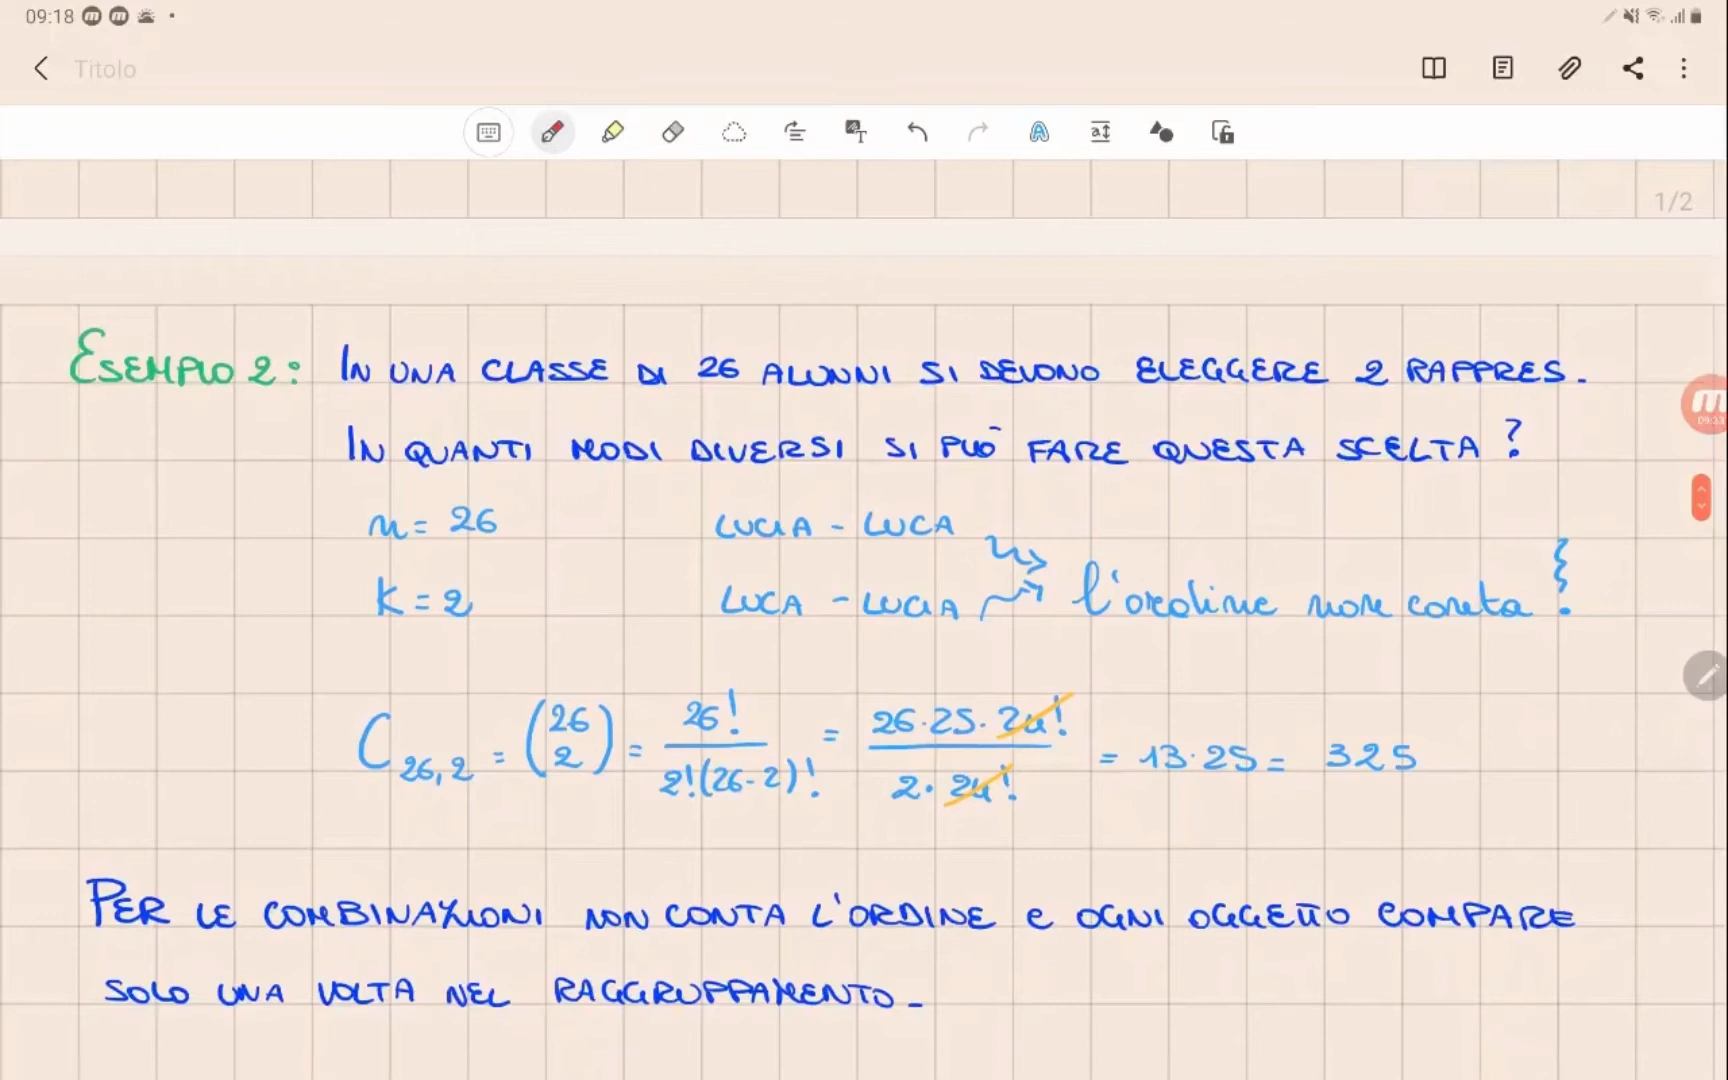 09:18
Titolo
1/2
ESEMPIO 2: IN UNA CLASSE DI 26 ALUNNI SI DEVONO ELEGGERE 2 RAPPRES.
IN QUANTI MODI DIVERSI SI PUÒ FARE QUESTA SCELTA?
n = 26 LUCIA - LUCA
K = 2 LUCA - LUCIA l'ordine non conta!
C26,2 = (26 2) = 26! / 2!(26-2)! = 26·25·24! / 2·24! = 13·25 = 325
PER LE COMBINAZIONI NON CONTA L'ORDINE E OGNI OGGETTO COMPARE
SOLO UNA VOLTA NEL RAGGRUPPAMENTO.